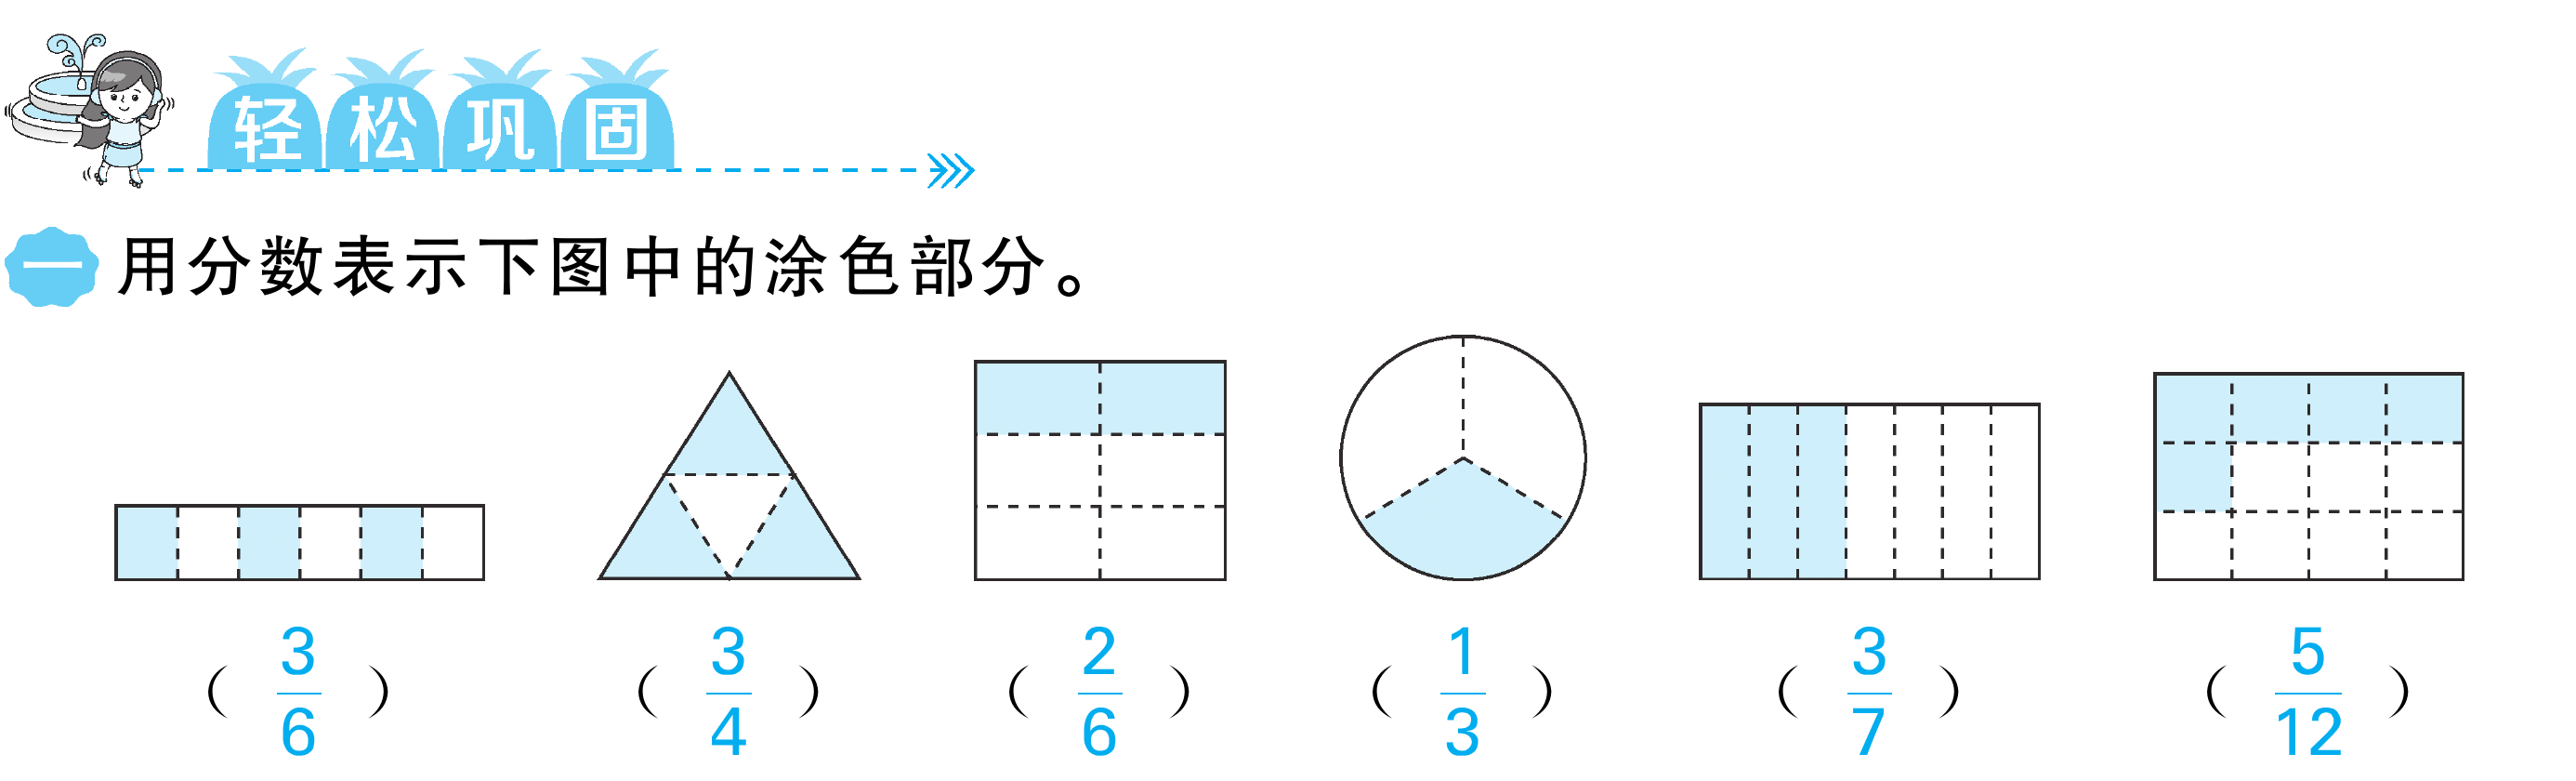 轻松巩固
一 用分数表示下图中的涂色部分。
( 3/6 ) ( 3/4 ) ( 2/6 ) ( 1/3 ) ( 3/7 ) ( 5/12 )